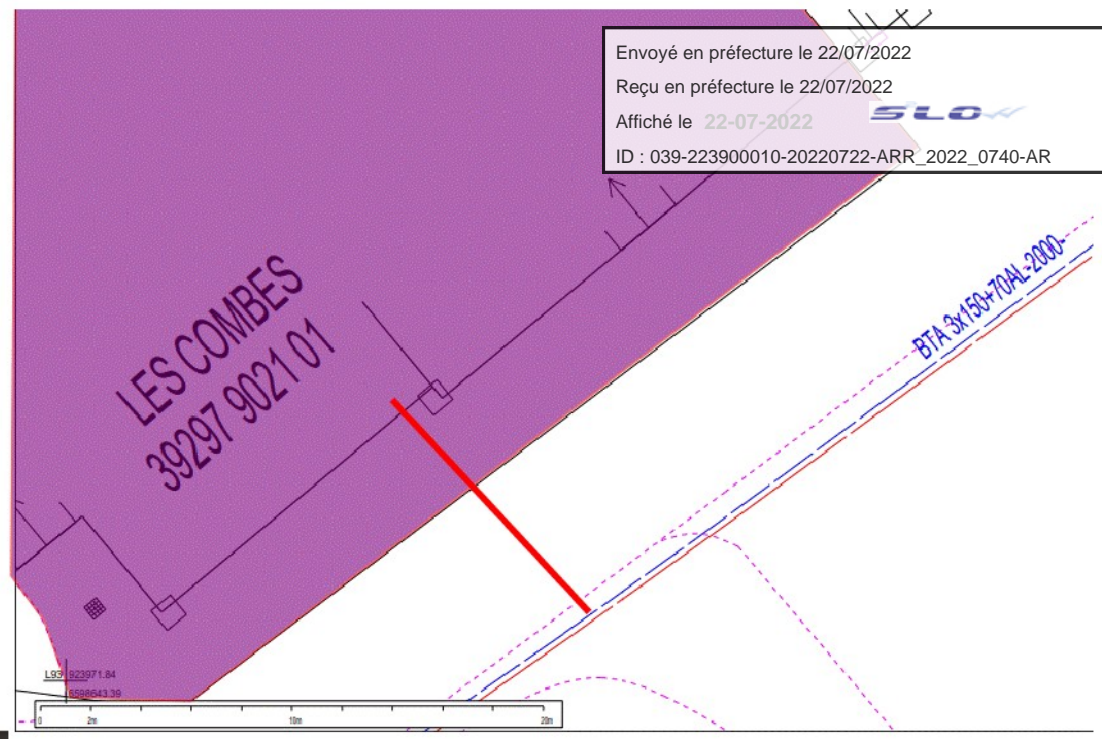 Envoyé en préfecture le 22/07/2022
Reçu en préfecture le 22/07/2022
Affiché le 22-07-2022
SLO
ID : 039-223900010-20220722-ARR_2022_0740-AR
BTA 3x150+70AL-2000-
LES COMBES
39297 9021 01
L93 923971.84
6598643.39
0 2m 10m 20m